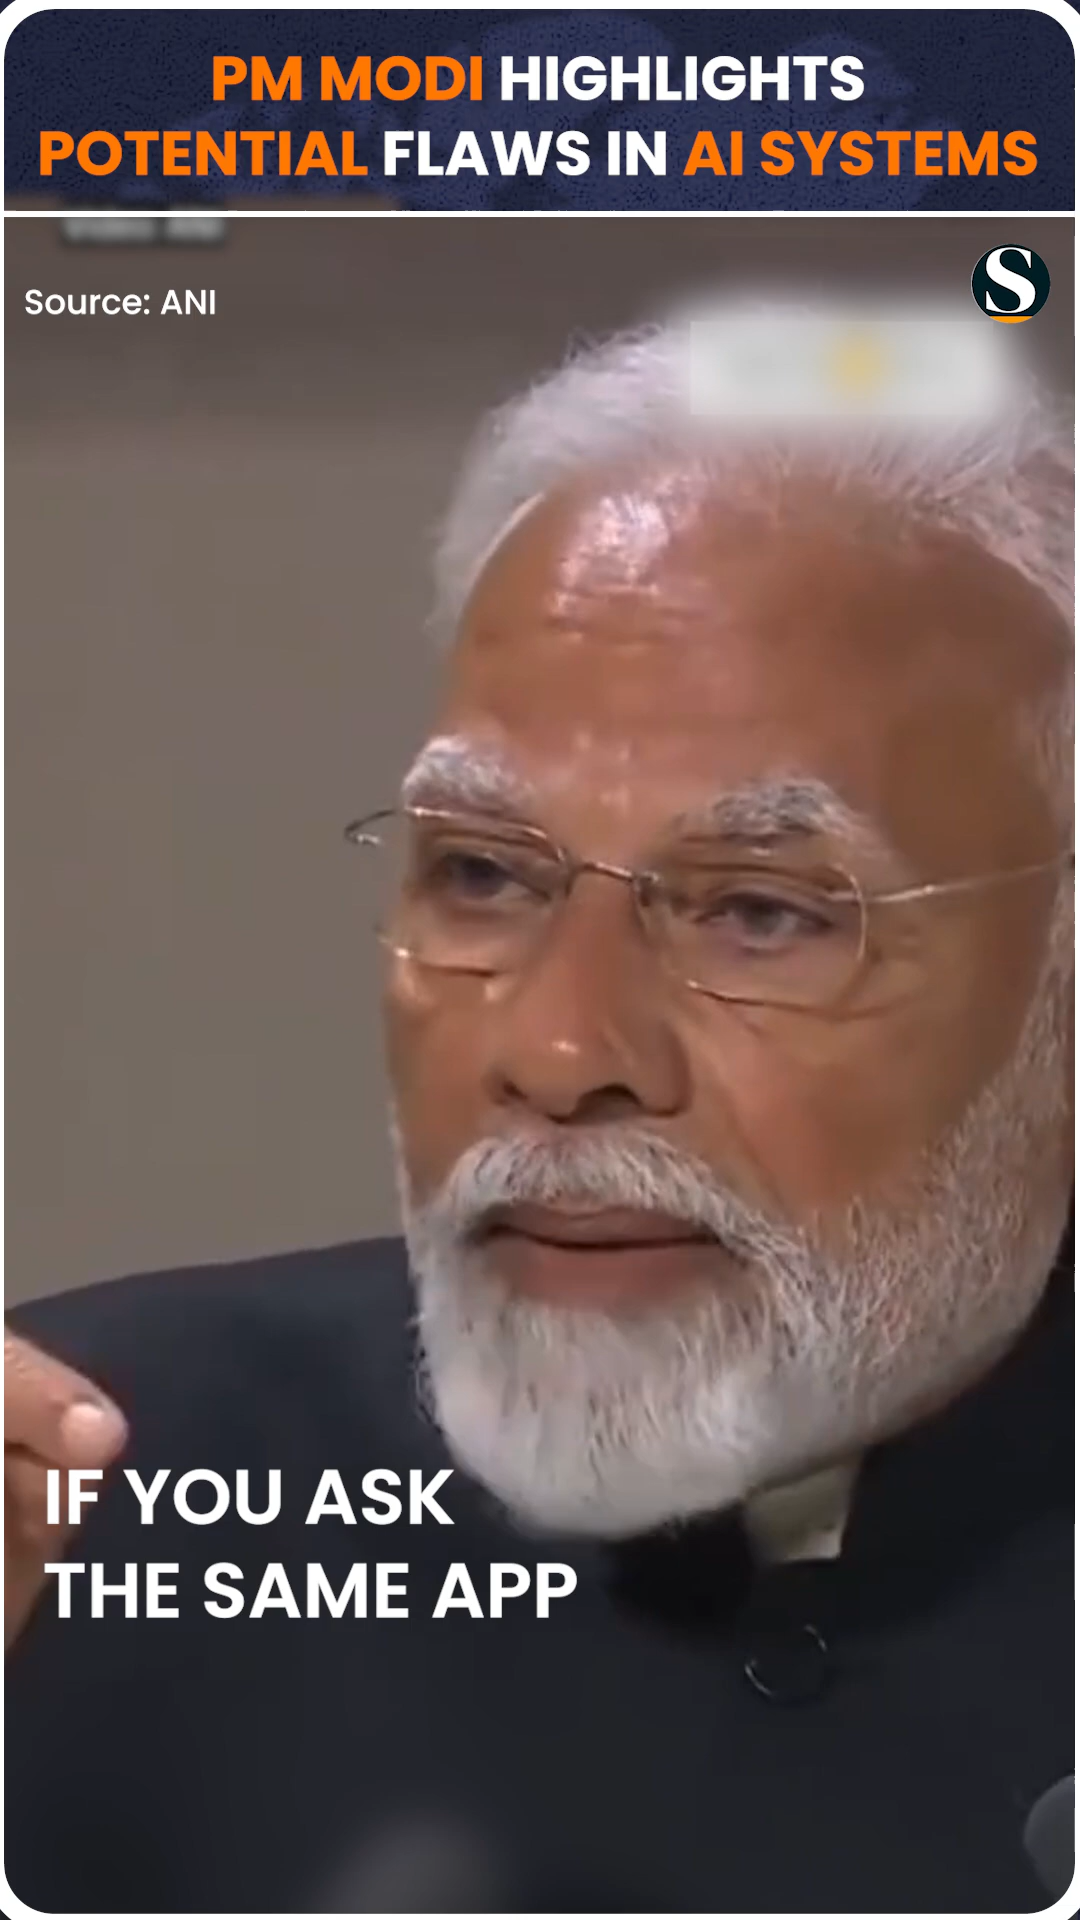 PM MODI HIGHLIGHTS
POTENTIAL FLAWS IN AI SYSTEMS
Source: ANI
S
IF YOU ASK
THE SAME APP